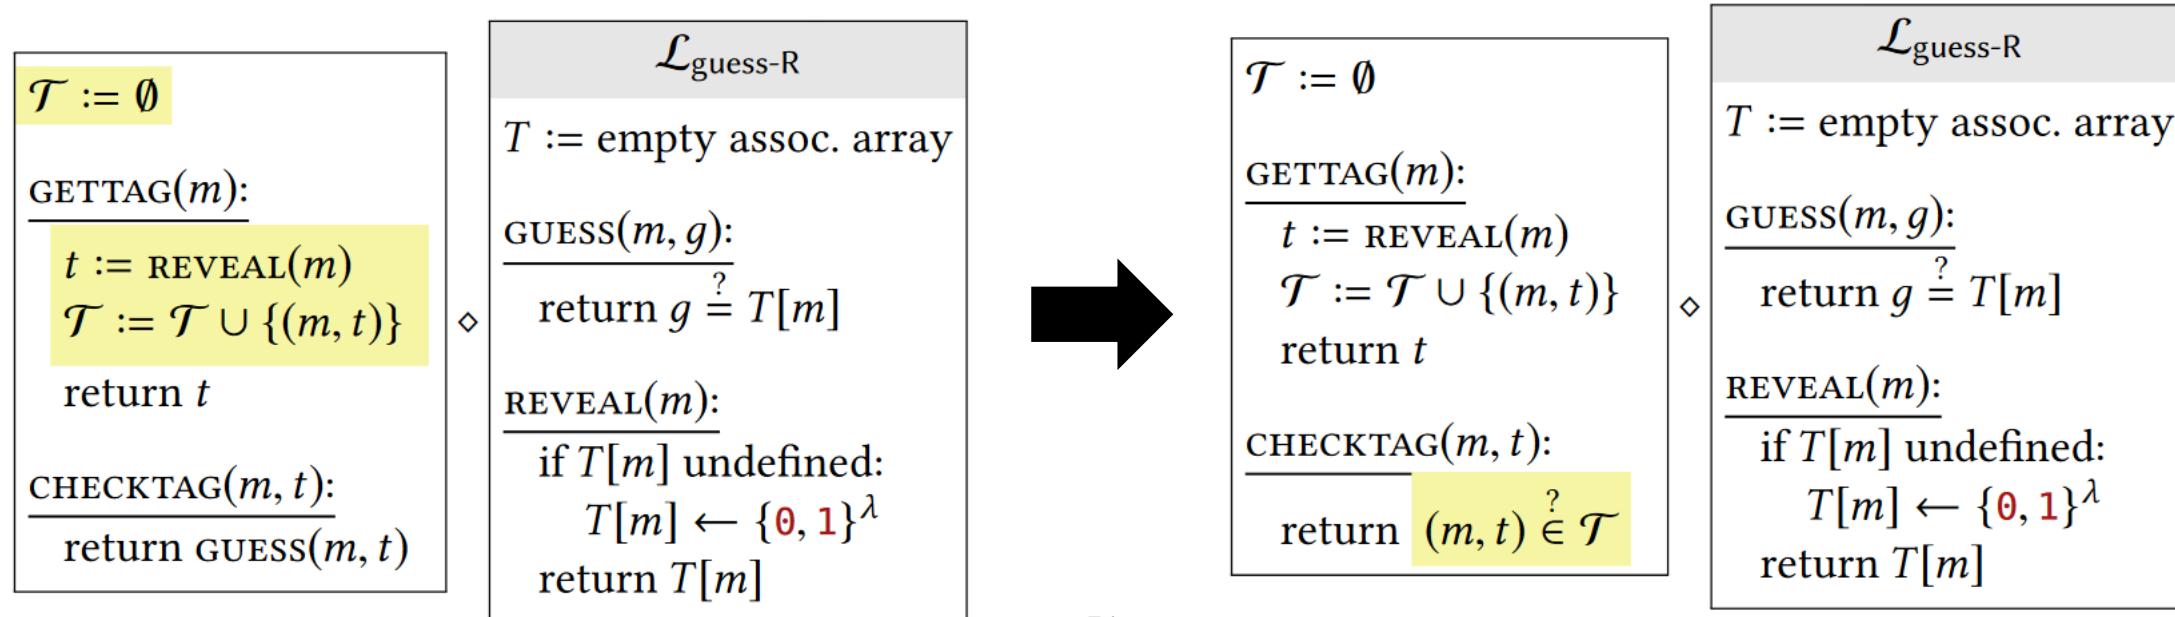 𝓣 := ∅
GETTAG(m):
t := REVEAL(m)
𝓣 := 𝓣 ∪ {(m, t)}
return t
CHECKTAG(m, t):
return GUESS(m, t)
⋄
𝓛guess-R
T := empty assoc. array
GUESS(m, g):
return g ≟ T[m]
REVEAL(m):
if T[m] undefined:
T[m] ← {0, 1}^λ
return T[m]
𝓣 := ∅
GETTAG(m):
t := REVEAL(m)
𝓣 := 𝓣 ∪ {(m, t)}
return t
CHECKTAG(m, t):
return (m, t) ∈? 𝓣
⋄
𝓛guess-R
T := empty assoc. array
GUESS(m, g):
return g ≟ T[m]
REVEAL(m):
if T[m] undefined:
T[m] ← {0, 1}^λ
return T[m]